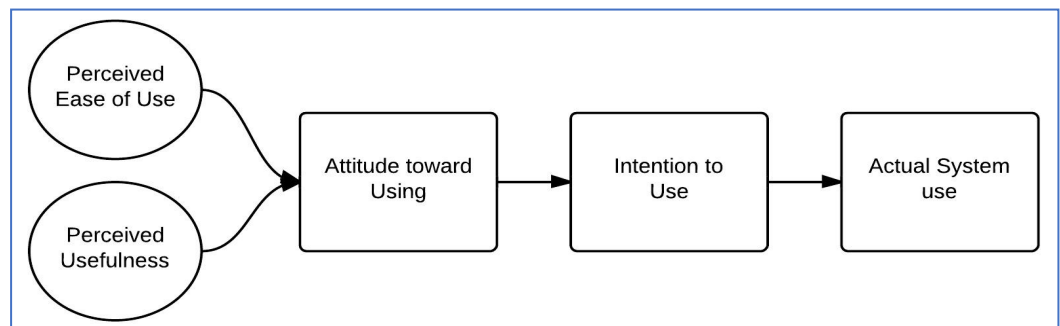 Perceived
Ease of Use
Perceived
Usefulness
Attitude toward
Using
Intention to
Use
Actual System
use